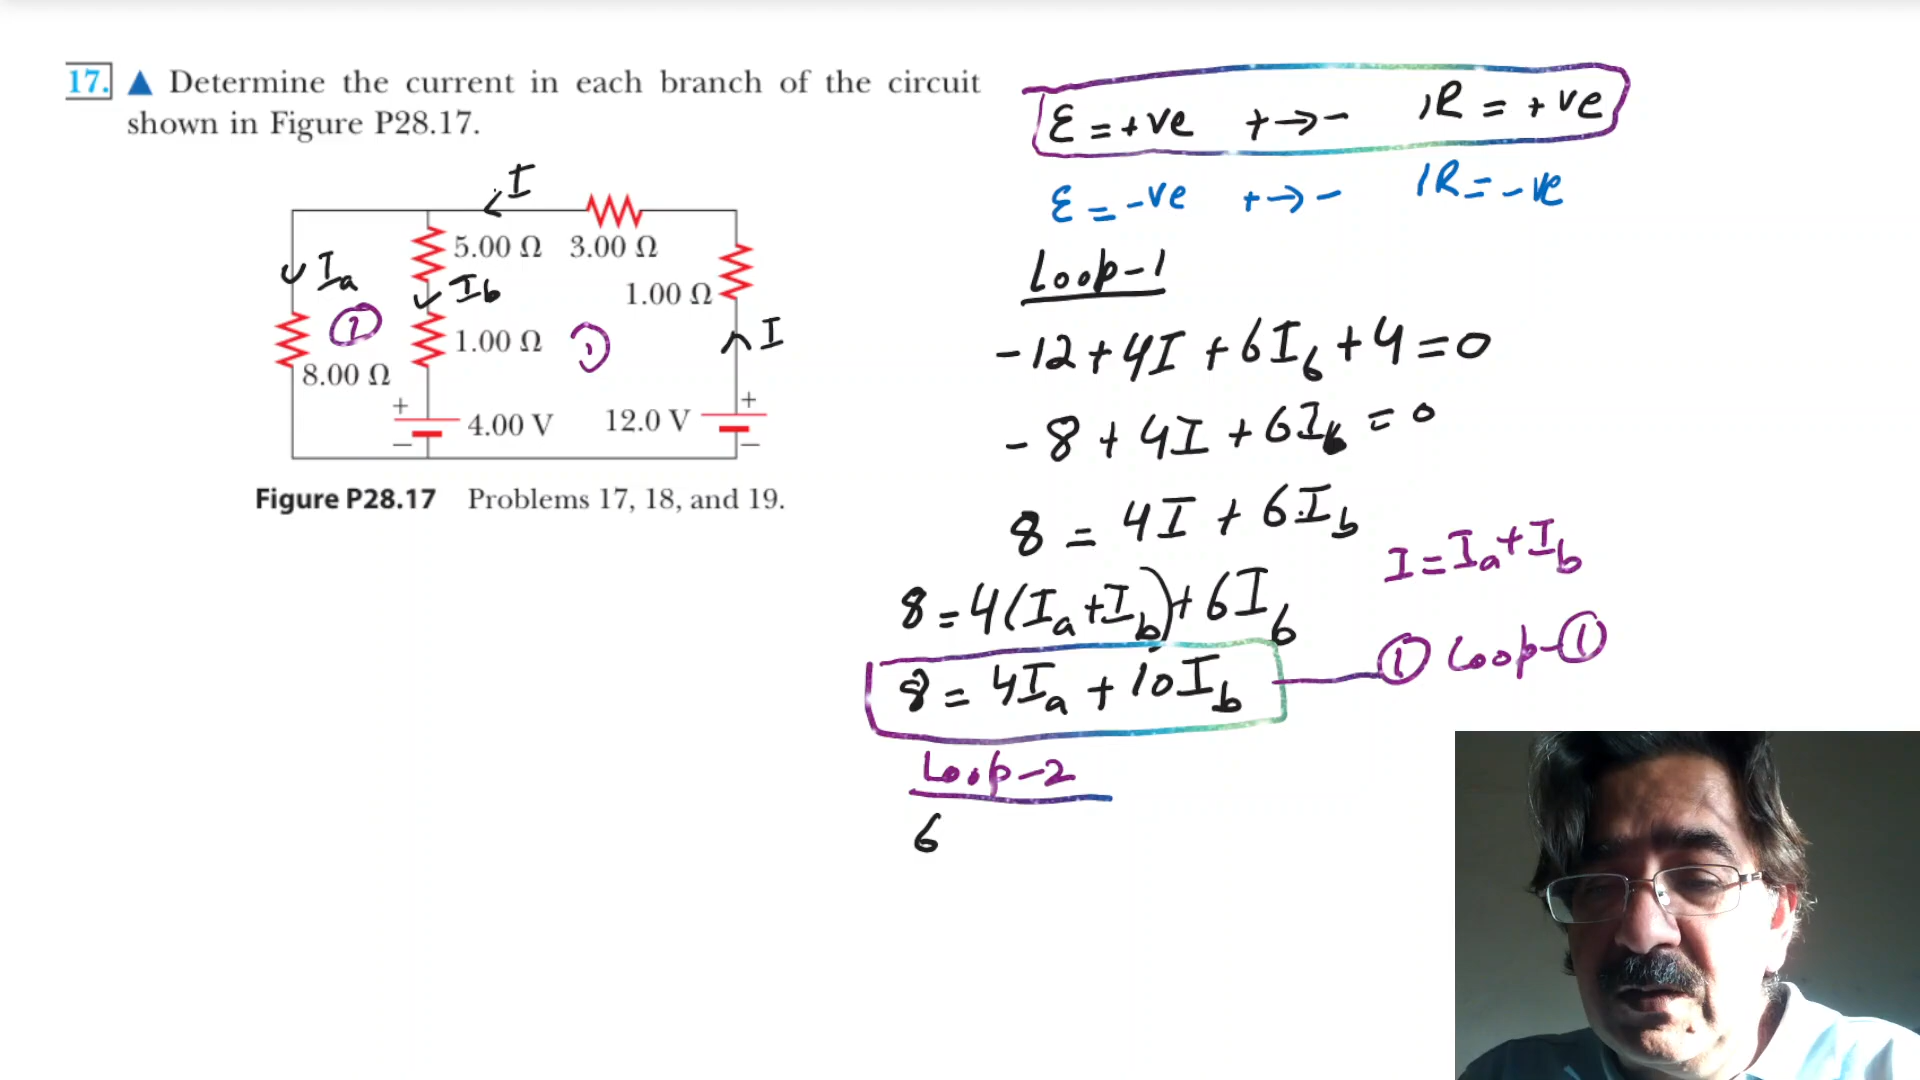 17. ▲ Determine the current in each branch of the circuit
shown in Figure P28.17.
I
5.00 Ω 3.00 Ω
Ia
Ib
1.00 Ω
2
1.00 Ω
1
I
8.00 Ω
+
+
4.00 V
12.0 V
−
−
Figure P28.17 Problems 17, 18, and 19.
Ɛ = +ve + → − IR = +ve
Ɛ = -ve + → − IR = -ve
Loop-1
-12 + 4I + 6Ib + 4 = 0
- 8 + 4I + 6Ib = 0
8 = 4I + 6Ib
I = Ia + Ib
8 = 4(Ia + Ib) + 6Ib
8 = 4Ia + 10Ib
① Loop-①
Loop-2
6